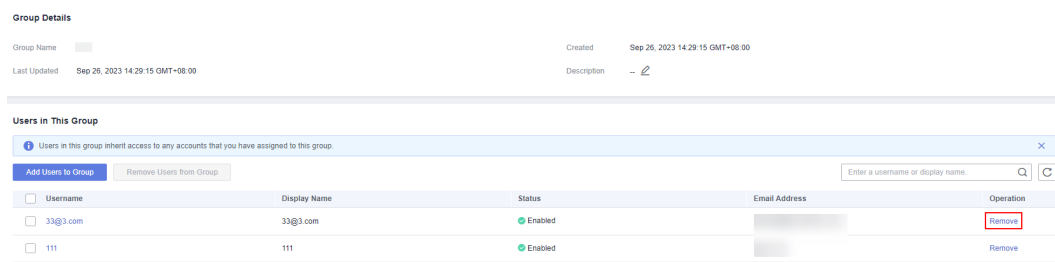 Group Details
Group Name Created Sep 26, 2023 14:29:15 GMT+08:00
Last Updated Sep 26, 2023 14:29:15 GMT+08:00 Description --
Users in This Group
Users in this group inherit access to any accounts that you have assigned to this group.
Add Users to Group Remove Users from Group Enter a username or display name.
Username Display Name Status Email Address Operation
33@3.com 33@3.com Enabled Remove
111 111 Enabled Remove